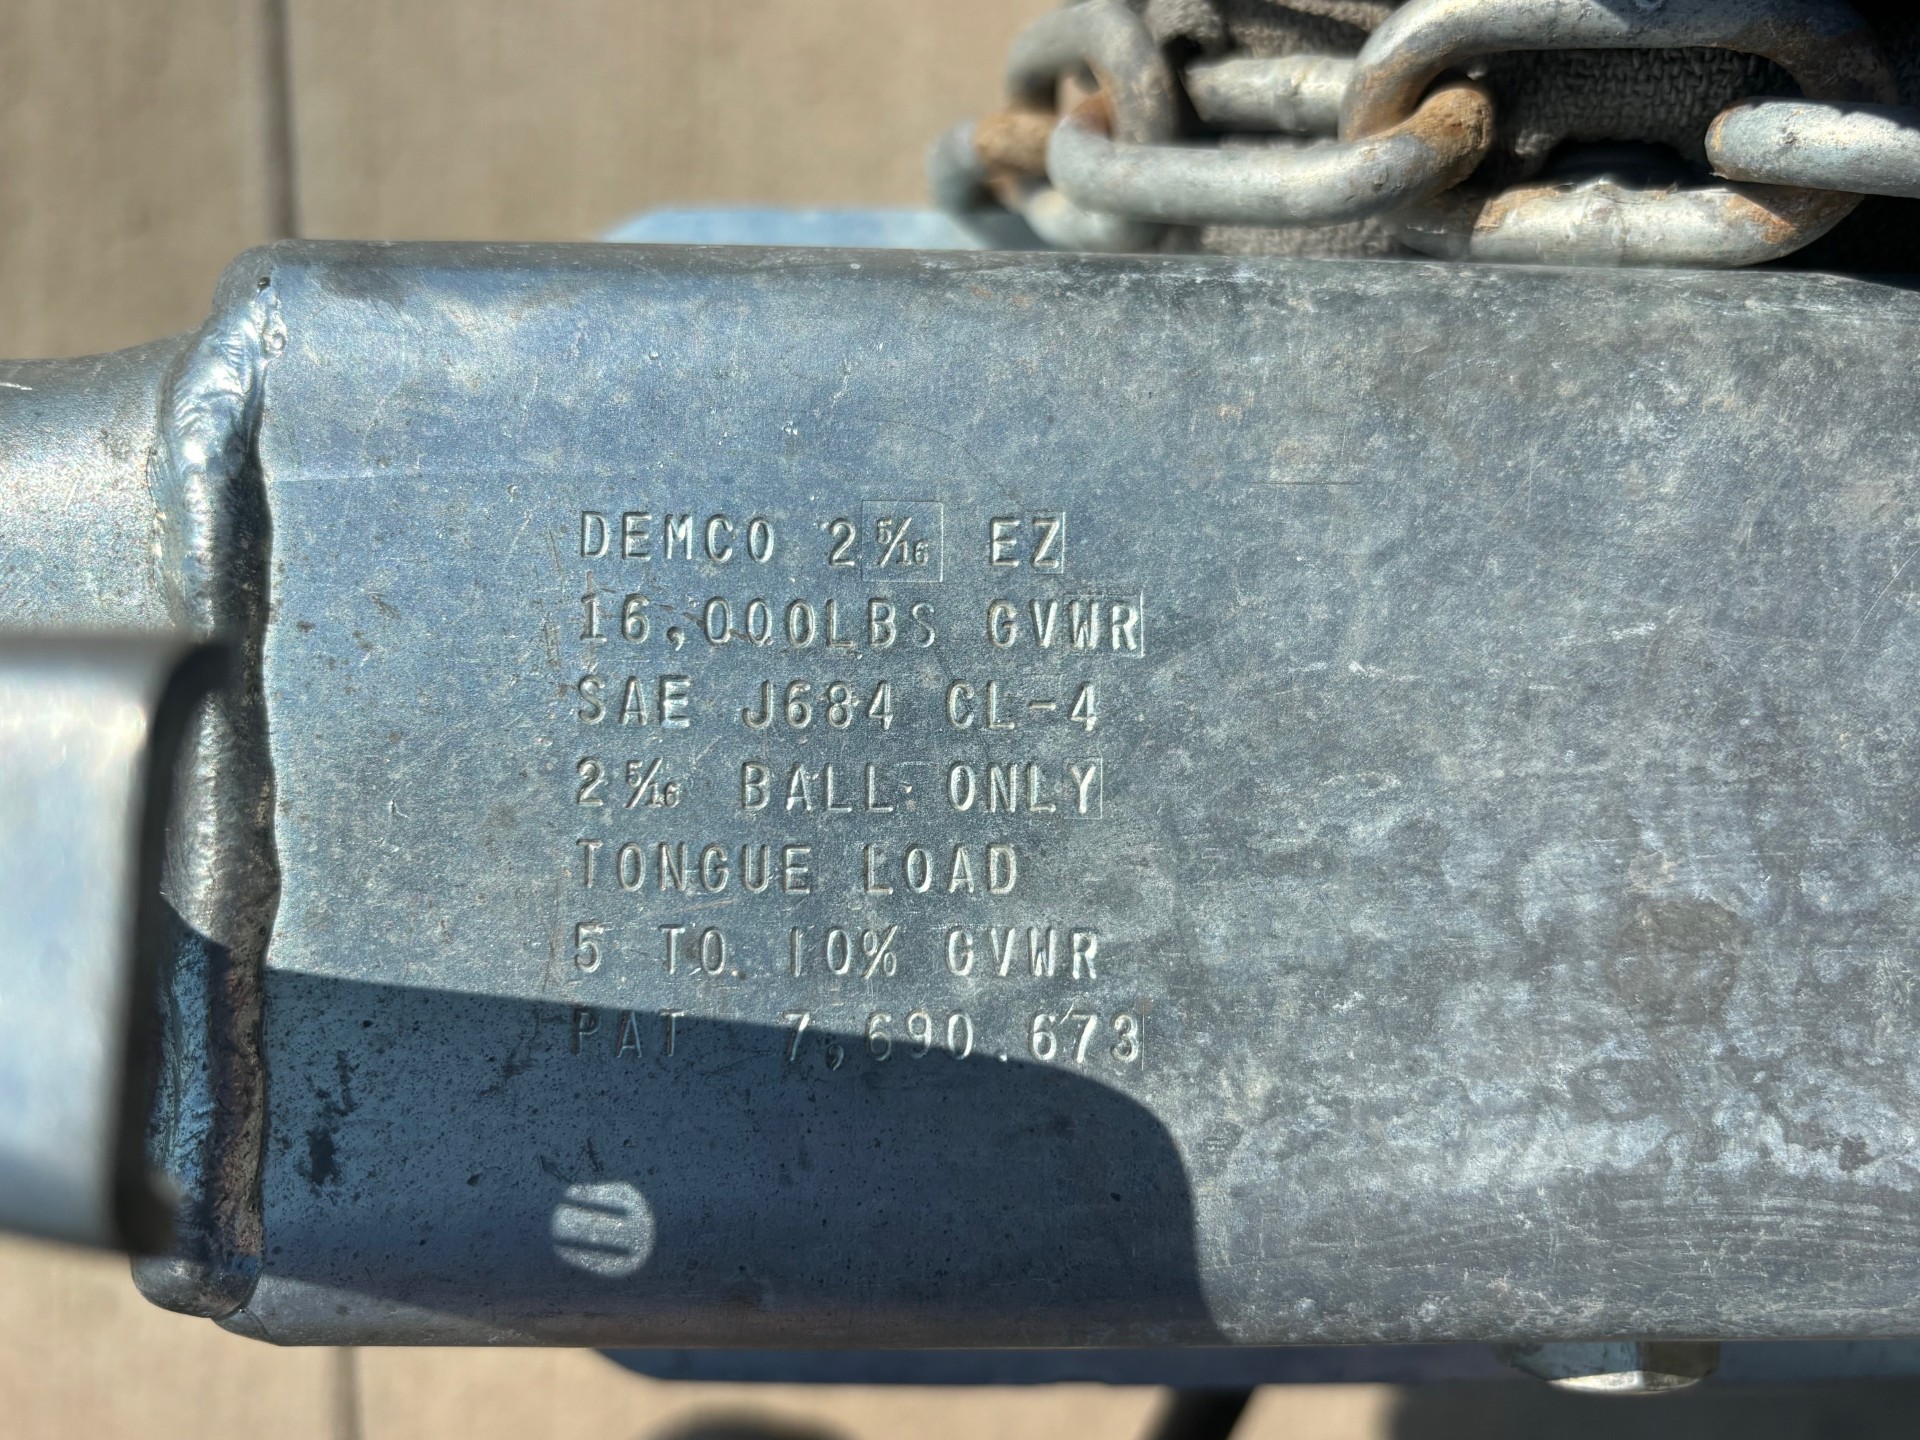 DEMCO 2 5/16 EZ
16,000LBS GVWR
SAE J684 CL-4
2 5/16 BALL ONLY
TONGUE LOAD
5 TO 10% GVWR
PAT 7,690,673